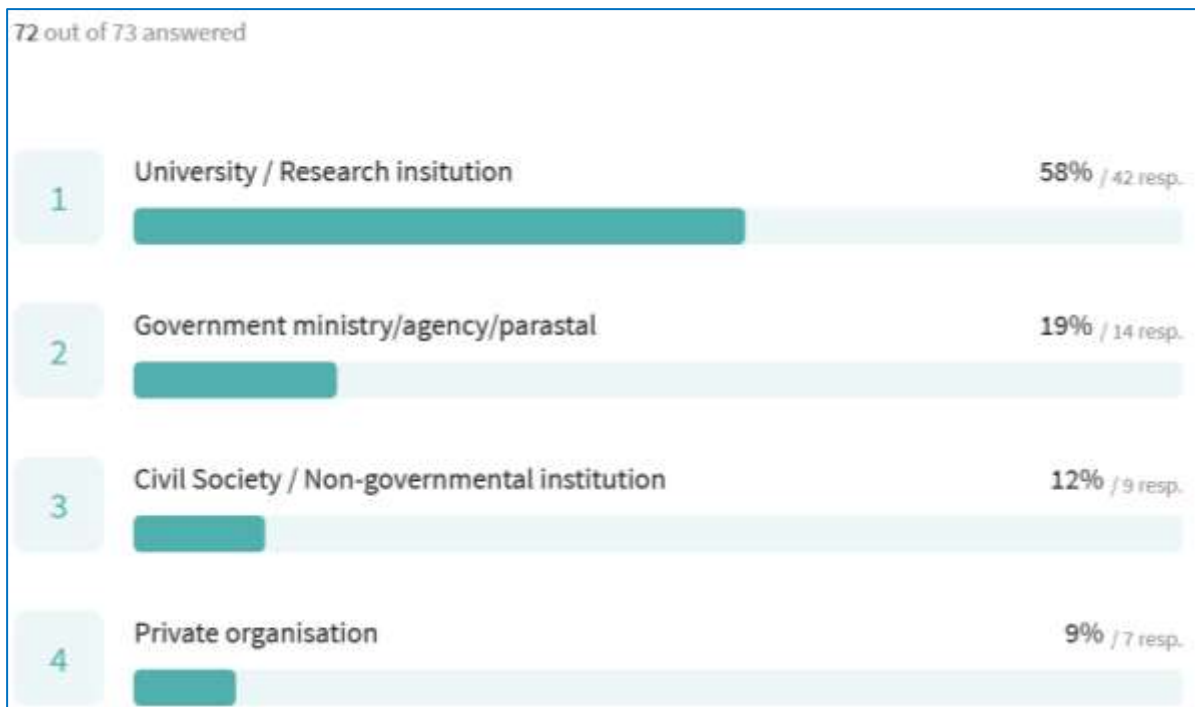 72 out of 73 answered
1
University / Research insitution
58% / 42 resp.
2
Government ministry/agency/parastal
19% / 14 resp.
3
Civil Society / Non-governmental institution
12% / 9 resp.
4
Private organisation
9% / 7 resp.